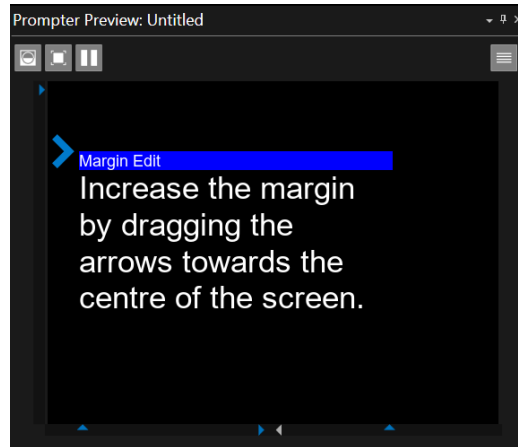 Prompter Preview: Untitled
Margin Edit
Increase the margin
by dragging the
arrows towards the
centre of the screen.